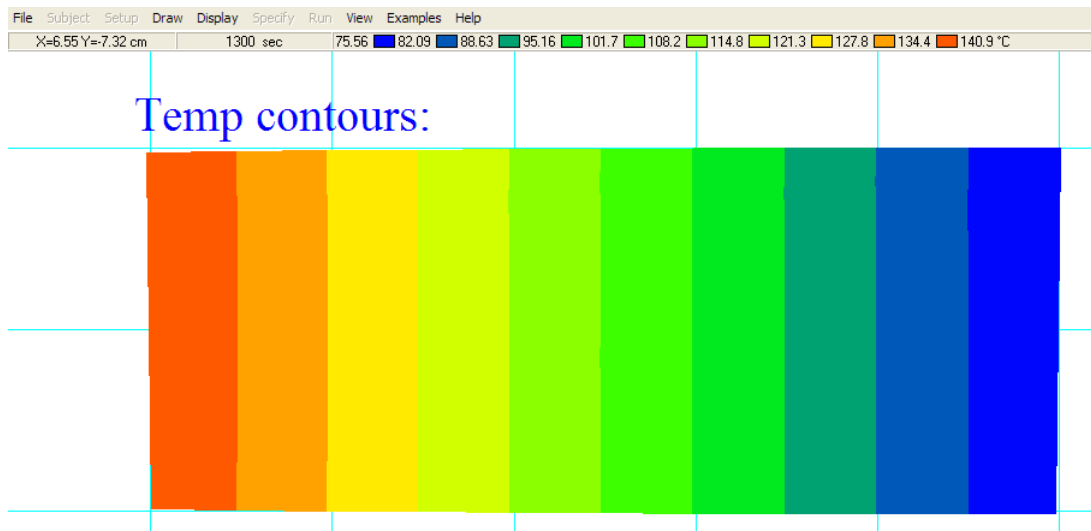 File Subject Setup Draw Display Specify Run View Examples Help
X=6.55 Y=-7.32 cm 1300 sec 75.56 82.09 88.63 95.16 101.7 108.2 114.8 121.3 127.8 134.4 140.9 °C
Temp contours: